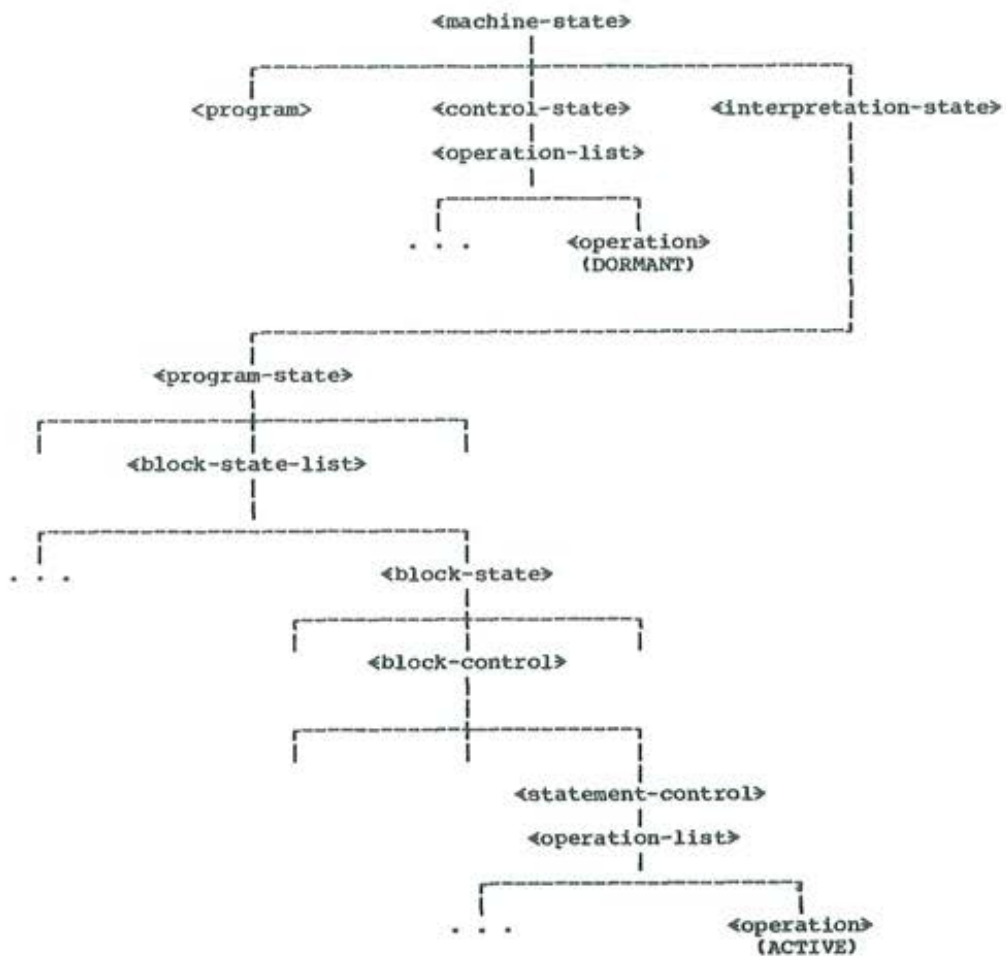 ≪machine-state≫
<program> ≪control-state≫ ≪interpretation-state≫
≪operation-list≫
. . . ≪operation≫
(DORMANT)
≪program-state≫
≪block-state-list≫
. . . ≪block-state≫
≪block-control≫
≪statement-control≫
≪operation-list≫
. . . ≪operation≫
(ACTIVE)